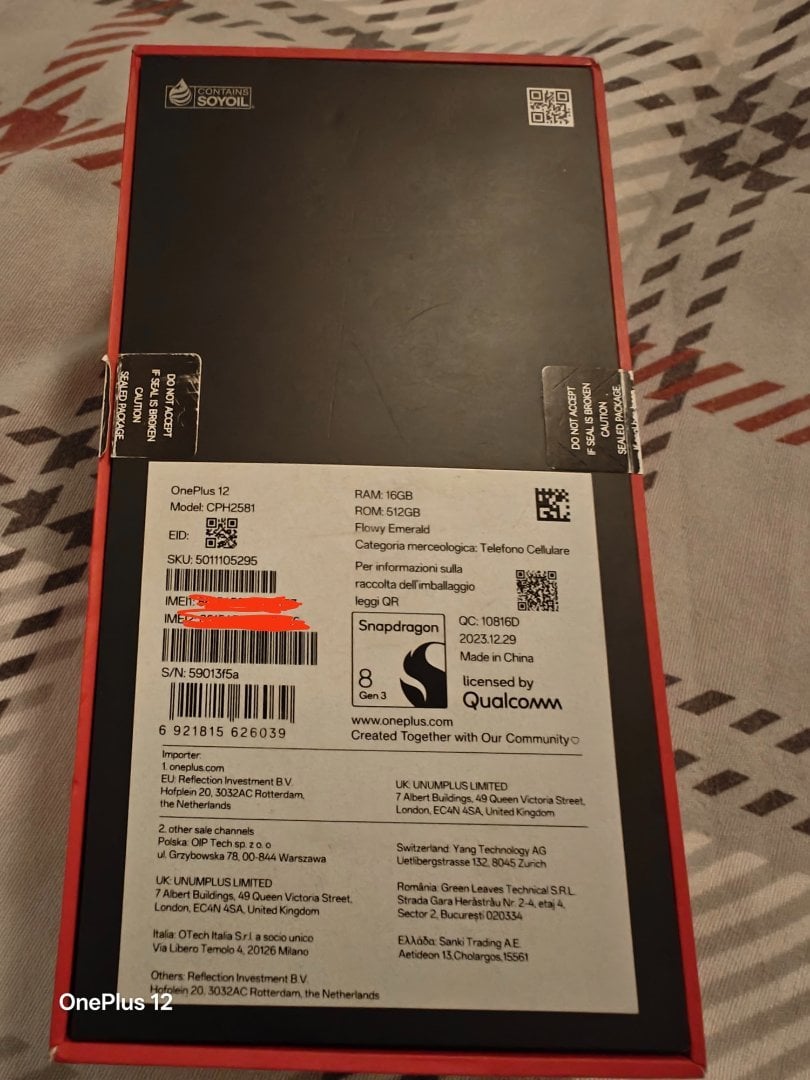 CONTAINS
SOYOIL
DO NOT ACCEPT
IF SEAL IS BROKEN
CAUTION
SEALED PACKAGE
DO NOT ACCEPT
IF SEAL IS BROKEN
CAUTION
SEALED PACKAGE
OnePlus 12
Model: CPH2581
EID:
SKU: 5011105295
IMEI1:
S/N: 59013f5a
6 921815 626039
RAM: 16GB
ROM: 512GB
Flowy Emerald
Categoria merceologica: Telefono Cellulare
Per informazioni sulla
raccolta dell'imballaggio
leggi QR
Snapdragon
8
Gen 3
QC: 10816D
2023.12.29
Made in China
licensed by
Qualcomm
www.oneplus.com
Created Together with Our Community♡
Importer:
1. oneplus.com
EU: Reflection Investment B.V.
Hofplein 20, 3032AC Rotterdam,
the Netherlands
UK: UNUMPLUS LIMITED
7 Albert Buildings, 49 Queen Victoria Street,
London, EC4N 4SA, United Kingdom
2. other sale channels
Polska: OIP Tech sp. z o. o
ul. Grzybowska 78, 00-844 Warszawa
UK: UNUMPLUS LIMITED
7 Albert Buildings, 49 Queen Victoria Street,
London, EC4N 4SA, United Kingdom
Italia: OTech Italia S.r.l. a socio unico
Via Libero Temolo 4, 20126 Milano
Others: Reflection Investment B.V.
Hofplein 20, 3032AC Rotterdam, the Netherlands
Switzerland: Yang Technology AG
Uetlibergstrasse 132, 8045 Zurich
România: Green Leaves Technical S.R.L.
Strada Gara Herăstrău Nr. 2-4, etaj 4,
Sector 2, Bucureşti 020334
Ελλάδα: Sanki Trading A.E.
Aetideon 13,Cholargos,15561
OnePlus 12